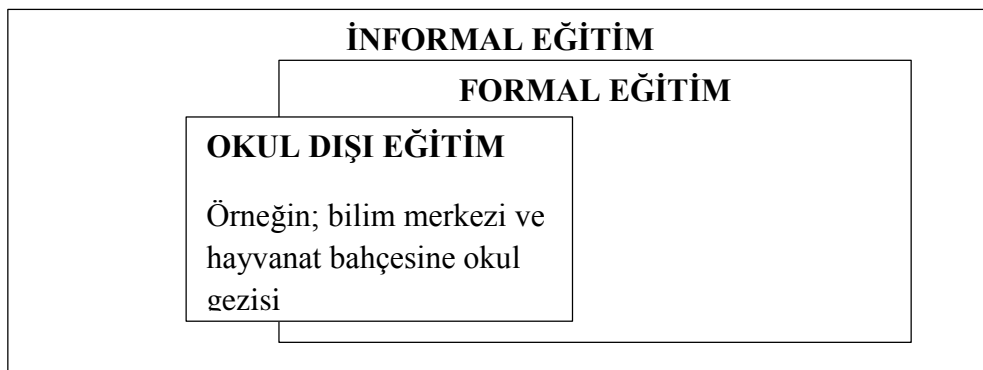 İNFORMAL EĞİTİM
FORMAL EĞİTİM
OKUL DIŞI EĞİTİM
Örneğin; bilim merkezi ve
hayvanat bahçesine okul
gezisi